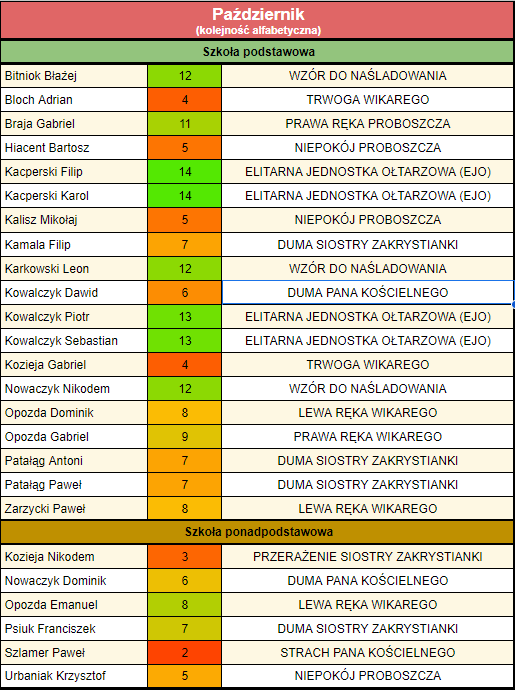 Październik
(kolejność alfabetyczna)
Szkoła podstawowa
Bitniok Błażej 12 WZÓR DO NAŚLADOWANIA
Bloch Adrian 4 TRWOGA WIKAREGO
Braja Gabriel 11 PRAWA RĘKA PROBOSZCZA
Hiacent Bartosz 5 NIEPOKÓJ PROBOSZCZA
Kacperski Filip 14 ELITARNA JEDNOSTKA OŁTARZOWA (EJO)
Kacperski Karol 14 ELITARNA JEDNOSTKA OŁTARZOWA (EJO)
Kalisz Mikołaj 5 NIEPOKÓJ PROBOSZCZA
Kamala Filip 7 DUMA SIOSTRY ZAKRYSTIANKI
Karkowski Leon 12 WZÓR DO NAŚLADOWANIA
Kowalczyk Dawid 6 DUMA PANA KOŚCIELNEGO
Kowalczyk Piotr 13 ELITARNA JEDNOSTKA OŁTARZOWA (EJO)
Kowalczyk Sebastian 13 ELITARNA JEDNOSTKA OŁTARZOWA (EJO)
Kozieja Gabriel 4 TRWOGA WIKAREGO
Nowaczyk Nikodem 12 WZÓR DO NAŚLADOWANIA
Opozda Dominik 8 LEWA RĘKA WIKAREGO
Opozda Gabriel 9 PRAWA RĘKA WIKAREGO
Patałąg Antoni 7 DUMA SIOSTRY ZAKRYSTIANKI
Patałąg Paweł 7 DUMA SIOSTRY ZAKRYSTIANKI
Zarzycki Paweł 8 LEWA RĘKA WIKAREGO
Szkoła ponadpodstawowa
Kozieja Nikodem 3 PRZERAŻENIE SIOSTRY ZAKRYSTIANKI
Nowaczyk Dominik 6 DUMA PANA KOŚCIELNEGO
Opozda Emanuel 8 LEWA RĘKA WIKAREGO
Psiuk Franciszek 7 DUMA SIOSTRY ZAKRYSTIANKI
Szlamer Paweł 2 STRACH PANA KOŚCIELNEGO
Urbaniak Krzysztof 5 NIEPOKÓJ PROBOSZCZA